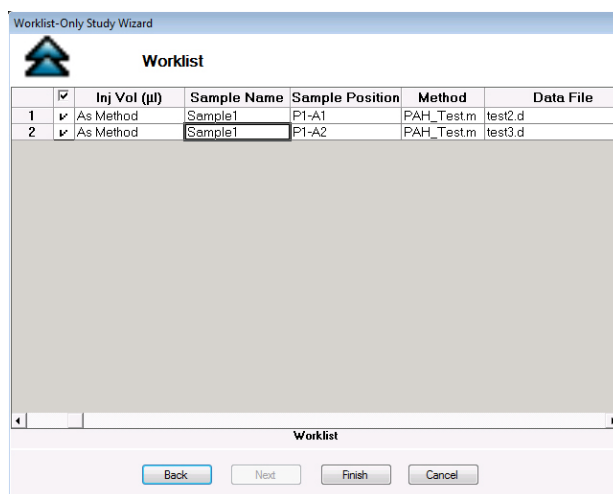 Worklist-Only Study Wizard
Worklist
Inj Vol (µl) Sample Name Sample Position Method Data File
1 As Method Sample1 P1-A1 PAH_Test.m test2.d
2 As Method Sample1 P1-A2 PAH_Test.m test3.d
Worklist
Back Next Finish Cancel